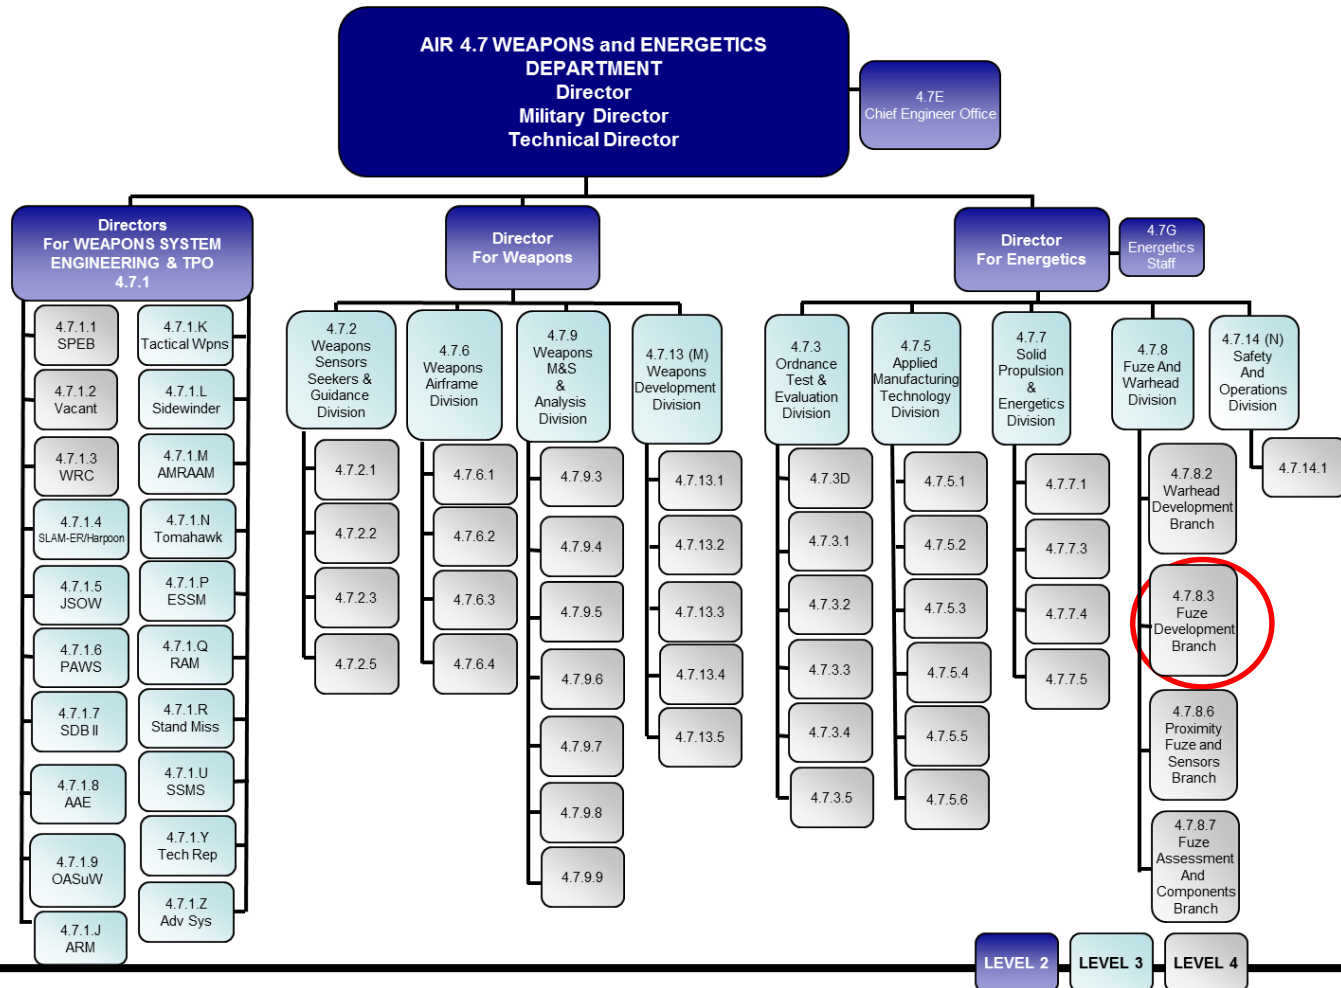 AIR 4.7 WEAPONS and ENERGETICS
DEPARTMENT
Director
Military Director
Technical Director
4.7E
Chief Engineer Office
Directors
For WEAPONS SYSTEM
ENGINEERING & TPO
4.7.1
Director
For Weapons
Director
For Energetics
4.7G
Energetics
Staff
4.7.1.1
SPEB
4.7.1.2
Vacant
4.7.1.3
WRC
4.7.1.4
SLAM-ER/Harpoon
4.7.1.5
JSOW
4.7.1.6
PAWS
4.7.1.7
SDB II
4.7.1.8
AAE
4.7.1.9
OASuW
4.7.1.J
ARM
4.7.1.K
Tactical Wpns
4.7.1.L
Sidewinder
4.7.1.M
AMRAAM
4.7.1.N
Tomahawk
4.7.1.P
ESSM
4.7.1.Q
RAM
4.7.1.R
Stand Miss
4.7.1.U
SSMS
4.7.1.Y
Tech Rep
4.7.1.Z
Adv Sys
4.7.2
Weapons
Sensors
Seekers &
Guidance
Division
4.7.2.1
4.7.2.2
4.7.2.3
4.7.2.5
4.7.6
Weapons
Airframe
Division
4.7.6.1
4.7.6.2
4.7.6.3
4.7.6.4
4.7.9
Weapons
M&S
&
Analysis
Division
4.7.9.3
4.7.9.4
4.7.9.5
4.7.9.6
4.7.9.7
4.7.9.8
4.7.9.9
4.7.13 (M)
Weapons
Development
Division
4.7.13.1
4.7.13.2
4.7.13.3
4.7.13.4
4.7.13.5
4.7.3
Ordnance
Test &
Evaluation
Division
4.7.3D
4.7.3.1
4.7.3.2
4.7.3.3
4.7.3.4
4.7.3.5
4.7.5
Applied
Manufacturing
Technology
Division
4.7.5.1
4.7.5.2
4.7.5.3
4.7.5.4
4.7.5.5
4.7.5.6
4.7.7
Solid
Propulsion
&
Energetics
Division
4.7.7.1
4.7.7.3
4.7.7.4
4.7.7.5
4.7.8
Fuze And
Warhead
Division
4.7.8.2
Warhead
Development
Branch
4.7.8.3
Fuze
Development
Branch
4.7.8.6
Proximity
Fuze and
Sensors
Branch
4.7.8.7
Fuze
Assessment
And
Components
Branch
4.7.14 (N)
Safety
And
Operations
Division
4.7.14.1
LEVEL 2
LEVEL 3
LEVEL 4